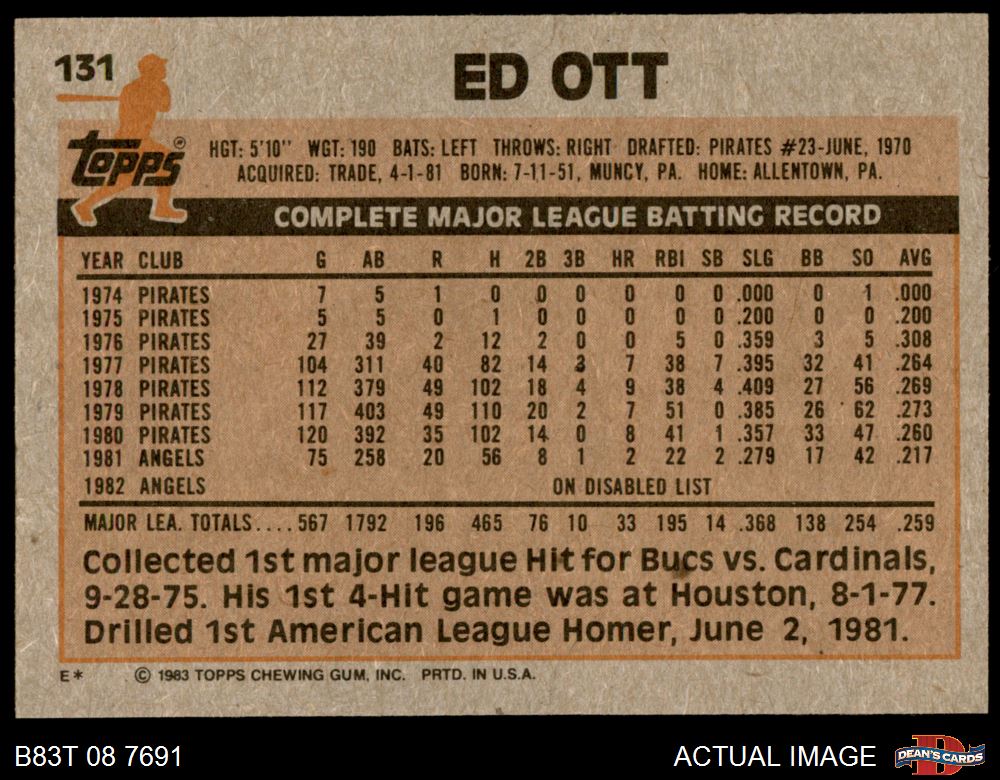 131
ED OTT
TOPPS®
HGT: 5'10" WGT: 190 BATS: LEFT THROWS: RIGHT DRAFTED: PIRATES #23-JUNE, 1970
ACQUIRED: TRADE, 4-1-81 BORN: 7-11-51, MUNCY, PA. HOME: ALLENTOWN, PA.
COMPLETE MAJOR LEAGUE BATTING RECORD
YEAR CLUB G AB R H 2B 3B HR RBI SB SLG BB SO AVG
1974 PIRATES 7 5 1 0 0 0 0 0 0 .000 0 1 .000
1975 PIRATES 5 5 0 1 0 0 0 0 0 .200 0 0 .200
1976 PIRATES 27 39 2 12 2 0 0 5 0 .359 3 5 .308
1977 PIRATES 104 311 40 82 14 3 7 38 7 .395 32 41 .264
1978 PIRATES 112 379 49 102 18 4 9 38 4 .409 27 56 .269
1979 PIRATES 117 403 49 110 20 2 7 51 0 .385 26 62 .273
1980 PIRATES 120 392 35 102 14 0 8 41 1 .357 33 47 .260
1981 ANGELS 75 258 20 56 8 1 2 22 2 .279 17 42 .217
1982 ANGELS ON DISABLED LIST
MAJOR LEA. TOTALS.... 567 1792 196 465 76 10 33 195 14 .368 138 254 .259
Collected 1st major league Hit for Bucs vs. Cardinals,
9-28-75. His 1st 4-Hit game was at Houston, 8-1-77.
Drilled 1st American League Homer, June 2, 1981.
E* © 1983 TOPPS CHEWING GUM, INC. PRTD. IN U.S.A.
B83T 08 7691 ACTUAL IMAGE DEAN'S CARDS